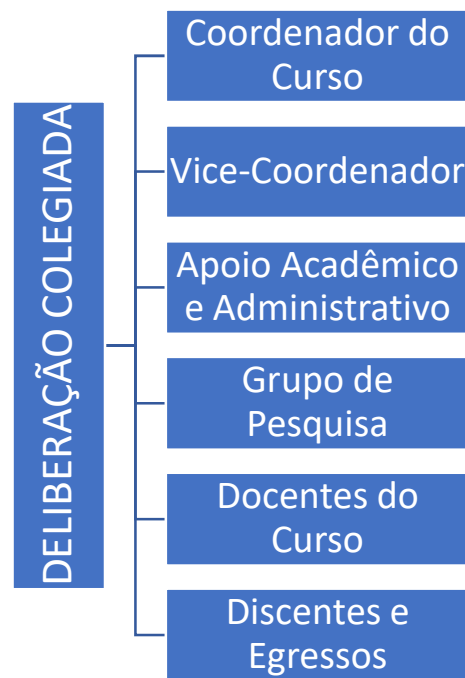 DELIBERAÇÃO COLEGIADA
Coordenador do
Curso
Vice-Coordenador
Apoio Acadêmico
e Administrativo
Grupo de
Pesquisa
Docentes do
Curso
Discentes e
Egressos